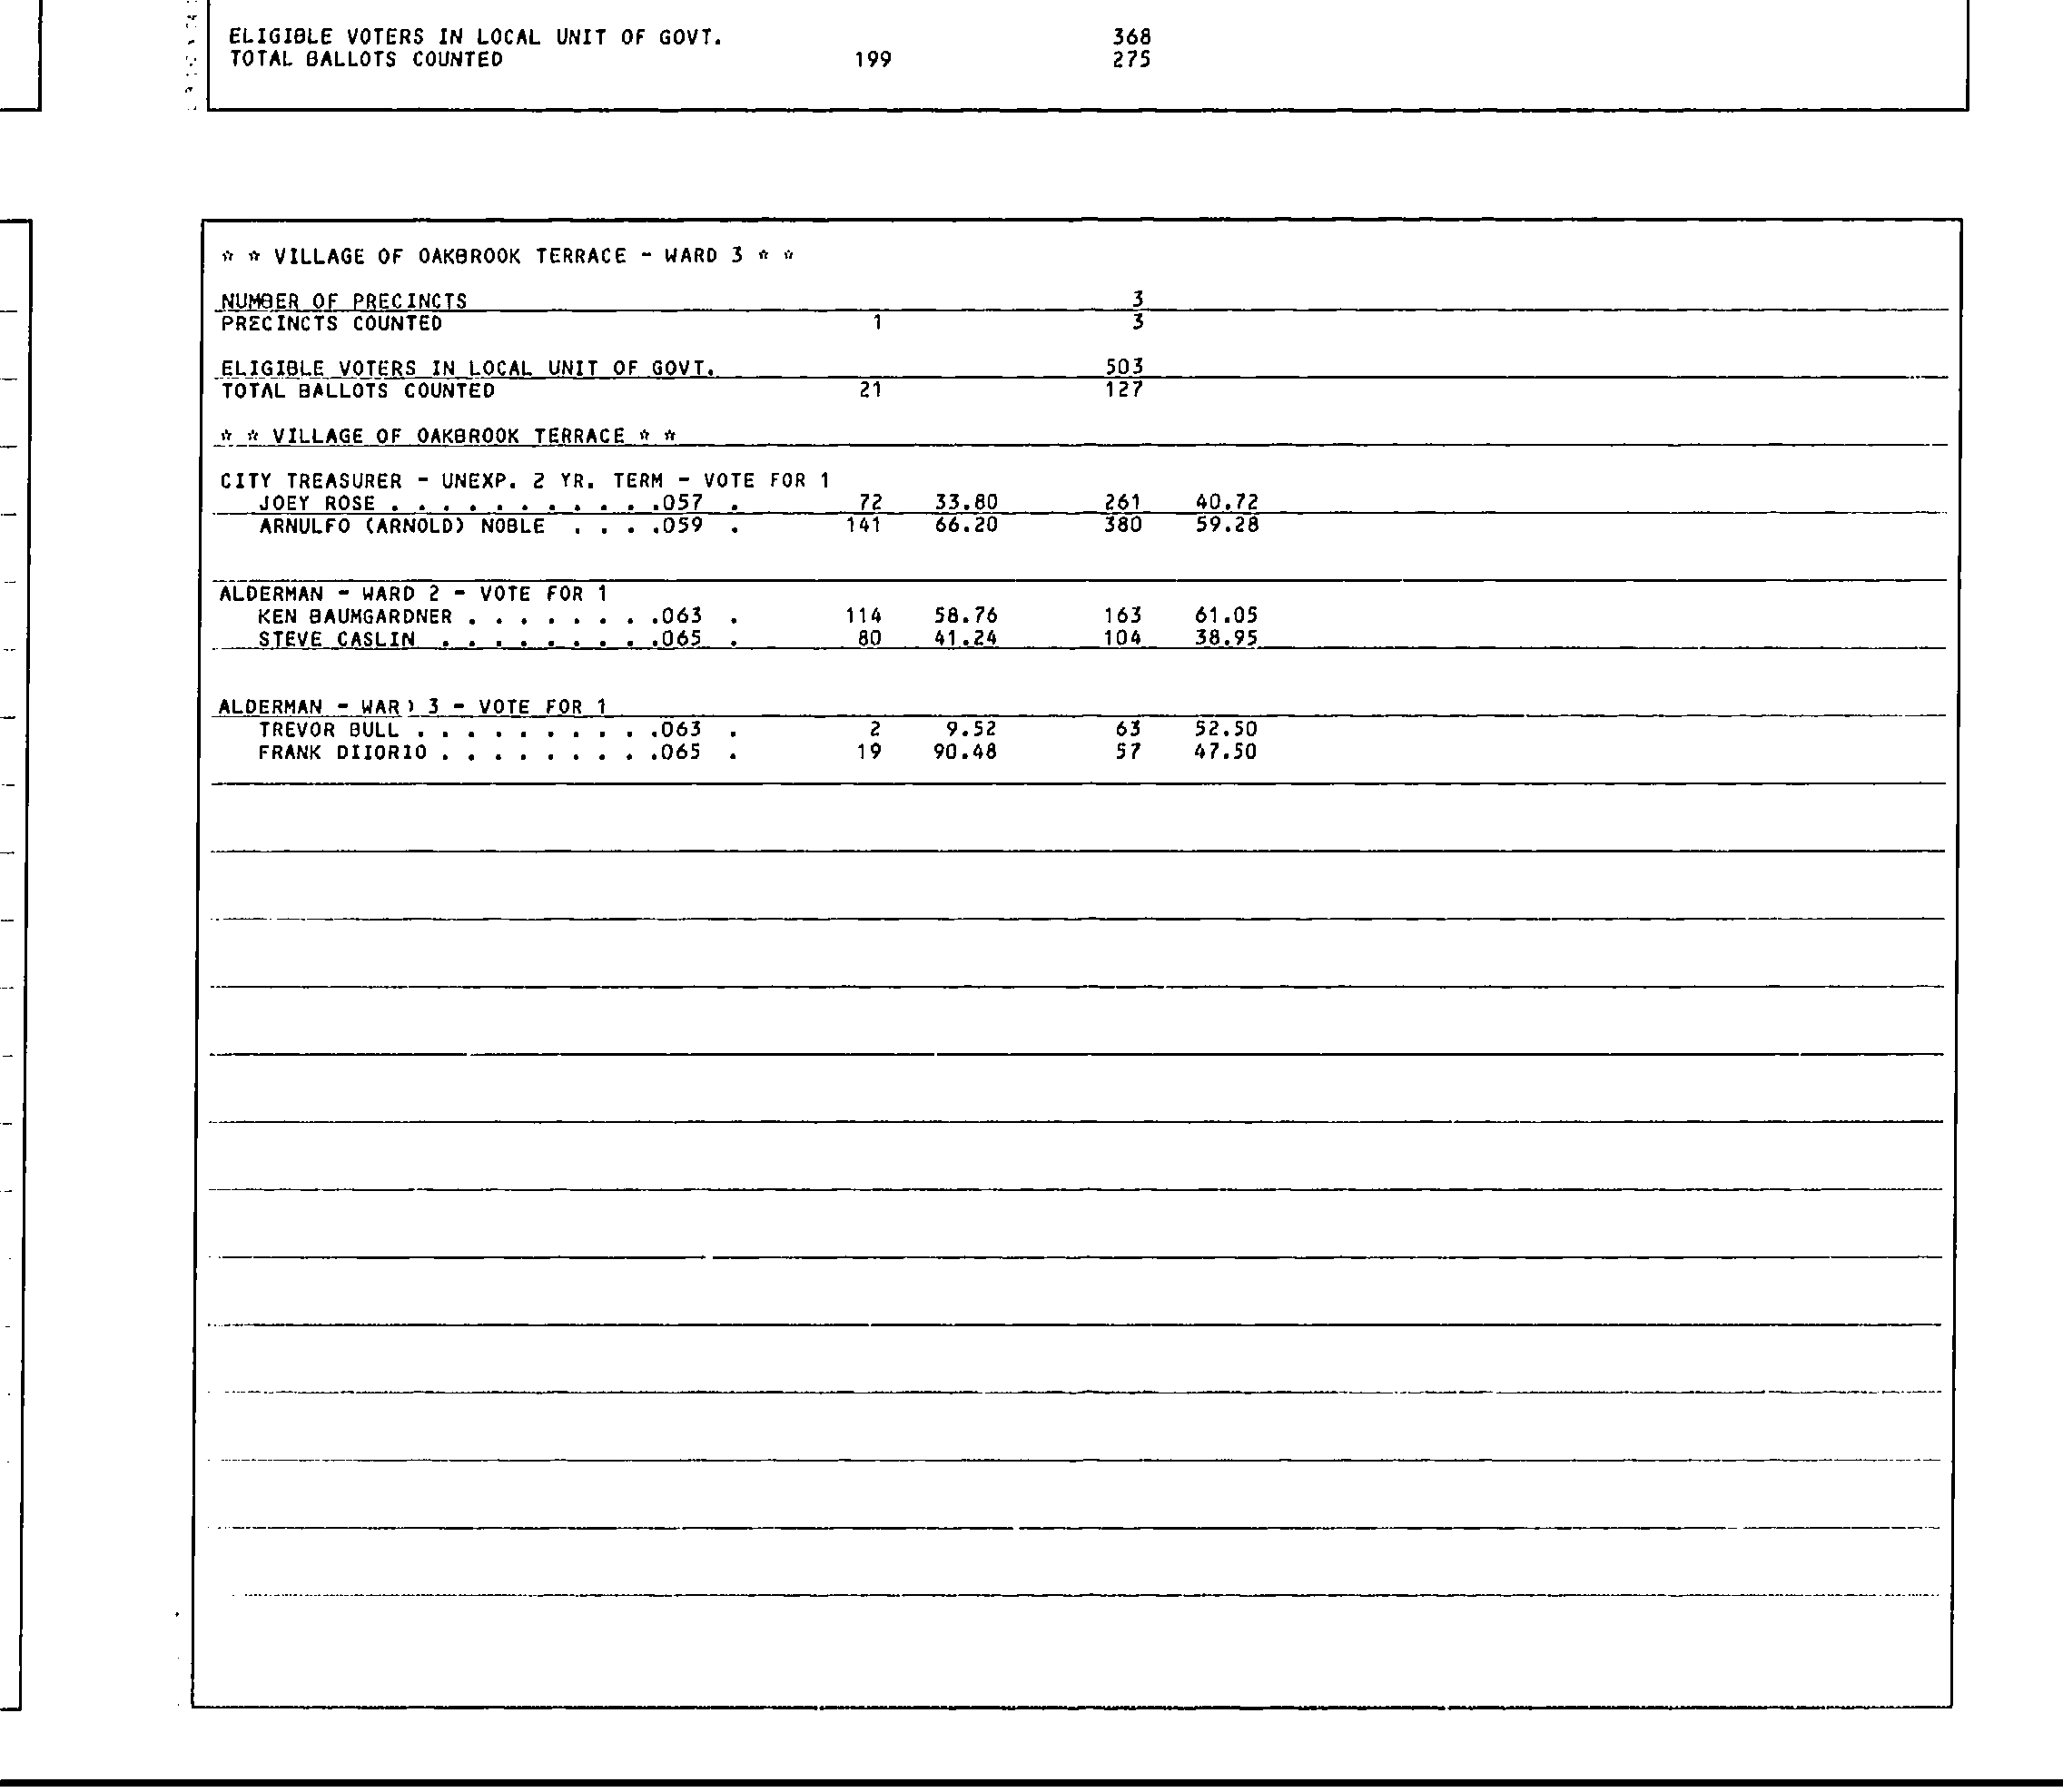 ELIGIBLE VOTERS IN LOCAL UNIT OF GOVT. 368
TOTAL BALLOTS COUNTED 199 275
* * VILLAGE OF OAKBROOK TERRACE - WARD 3 * *
NUMBER OF PRECINCTS 3
PRECINCTS COUNTED 1 3
ELIGIBLE VOTERS IN LOCAL UNIT OF GOVT. 503
TOTAL BALLOTS COUNTED 21 127
* * VILLAGE OF OAKBROOK TERRACE * *
CITY TREASURER - UNEXP. 2 YR. TERM - VOTE FOR 1
JOEY ROSE . . . . . . . . . . .057 . 72 33.80 261 40.72
ARNULFO (ARNOLD) NOBLE . . . .059 . 141 66.20 380 59.28
ALDERMAN - WARD 2 - VOTE FOR 1
KEN BAUMGARDNER . . . . . . . .063 . 114 58.76 163 61.05
STEVE CASLIN . . . . . . . . .065 . 80 41.24 104 38.95
ALDERMAN - WARD 3 - VOTE FOR 1
TREVOR BULL . . . . . . . . . .063 . 2 9.52 63 52.50
FRANK DIIORIO . . . . . . . . .065 . 19 90.48 57 47.50